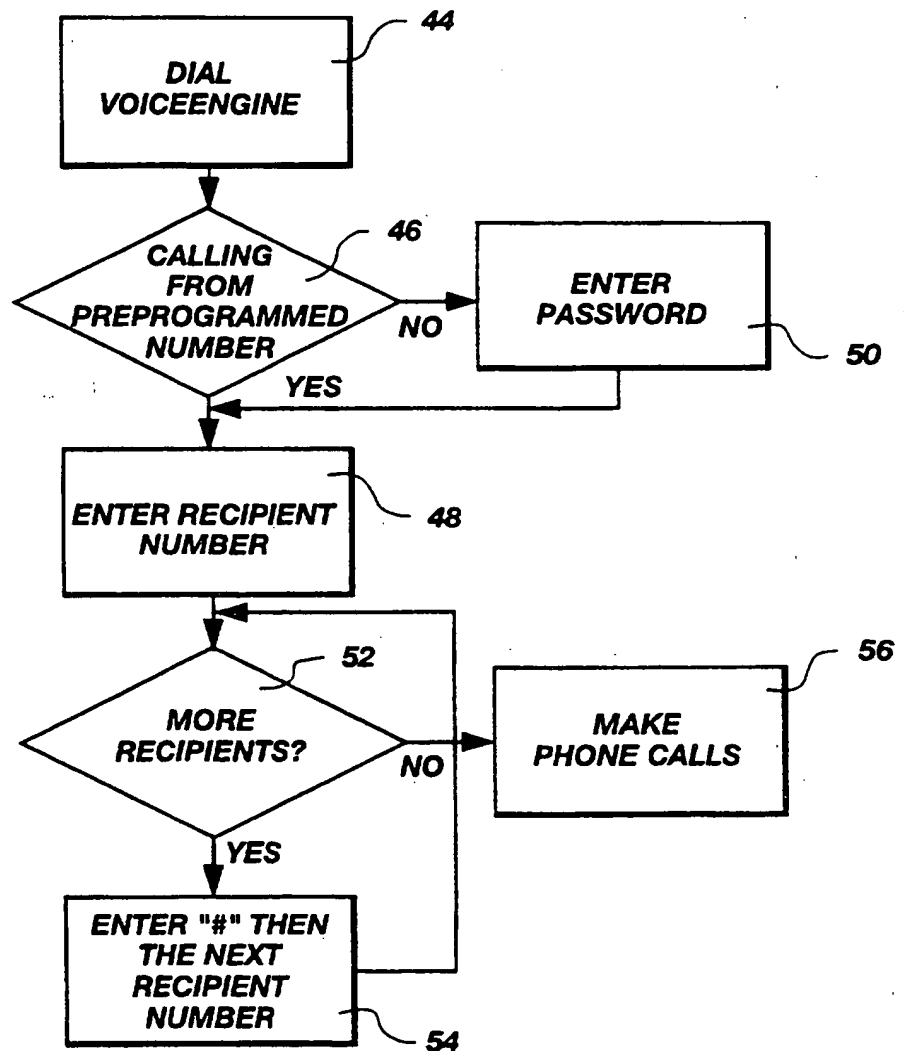 44
DIAL
VOICEENGINE
46
CALLING
FROM
PREPROGRAMMED
NUMBER
NO
ENTER
PASSWORD
50
YES
ENTER RECIPIENT
NUMBER
48
52
MORE
RECIPIENTS?
NO
56
MAKE
PHONE CALLS
YES
ENTER "#" THEN
THE NEXT
RECIPIENT
NUMBER
54